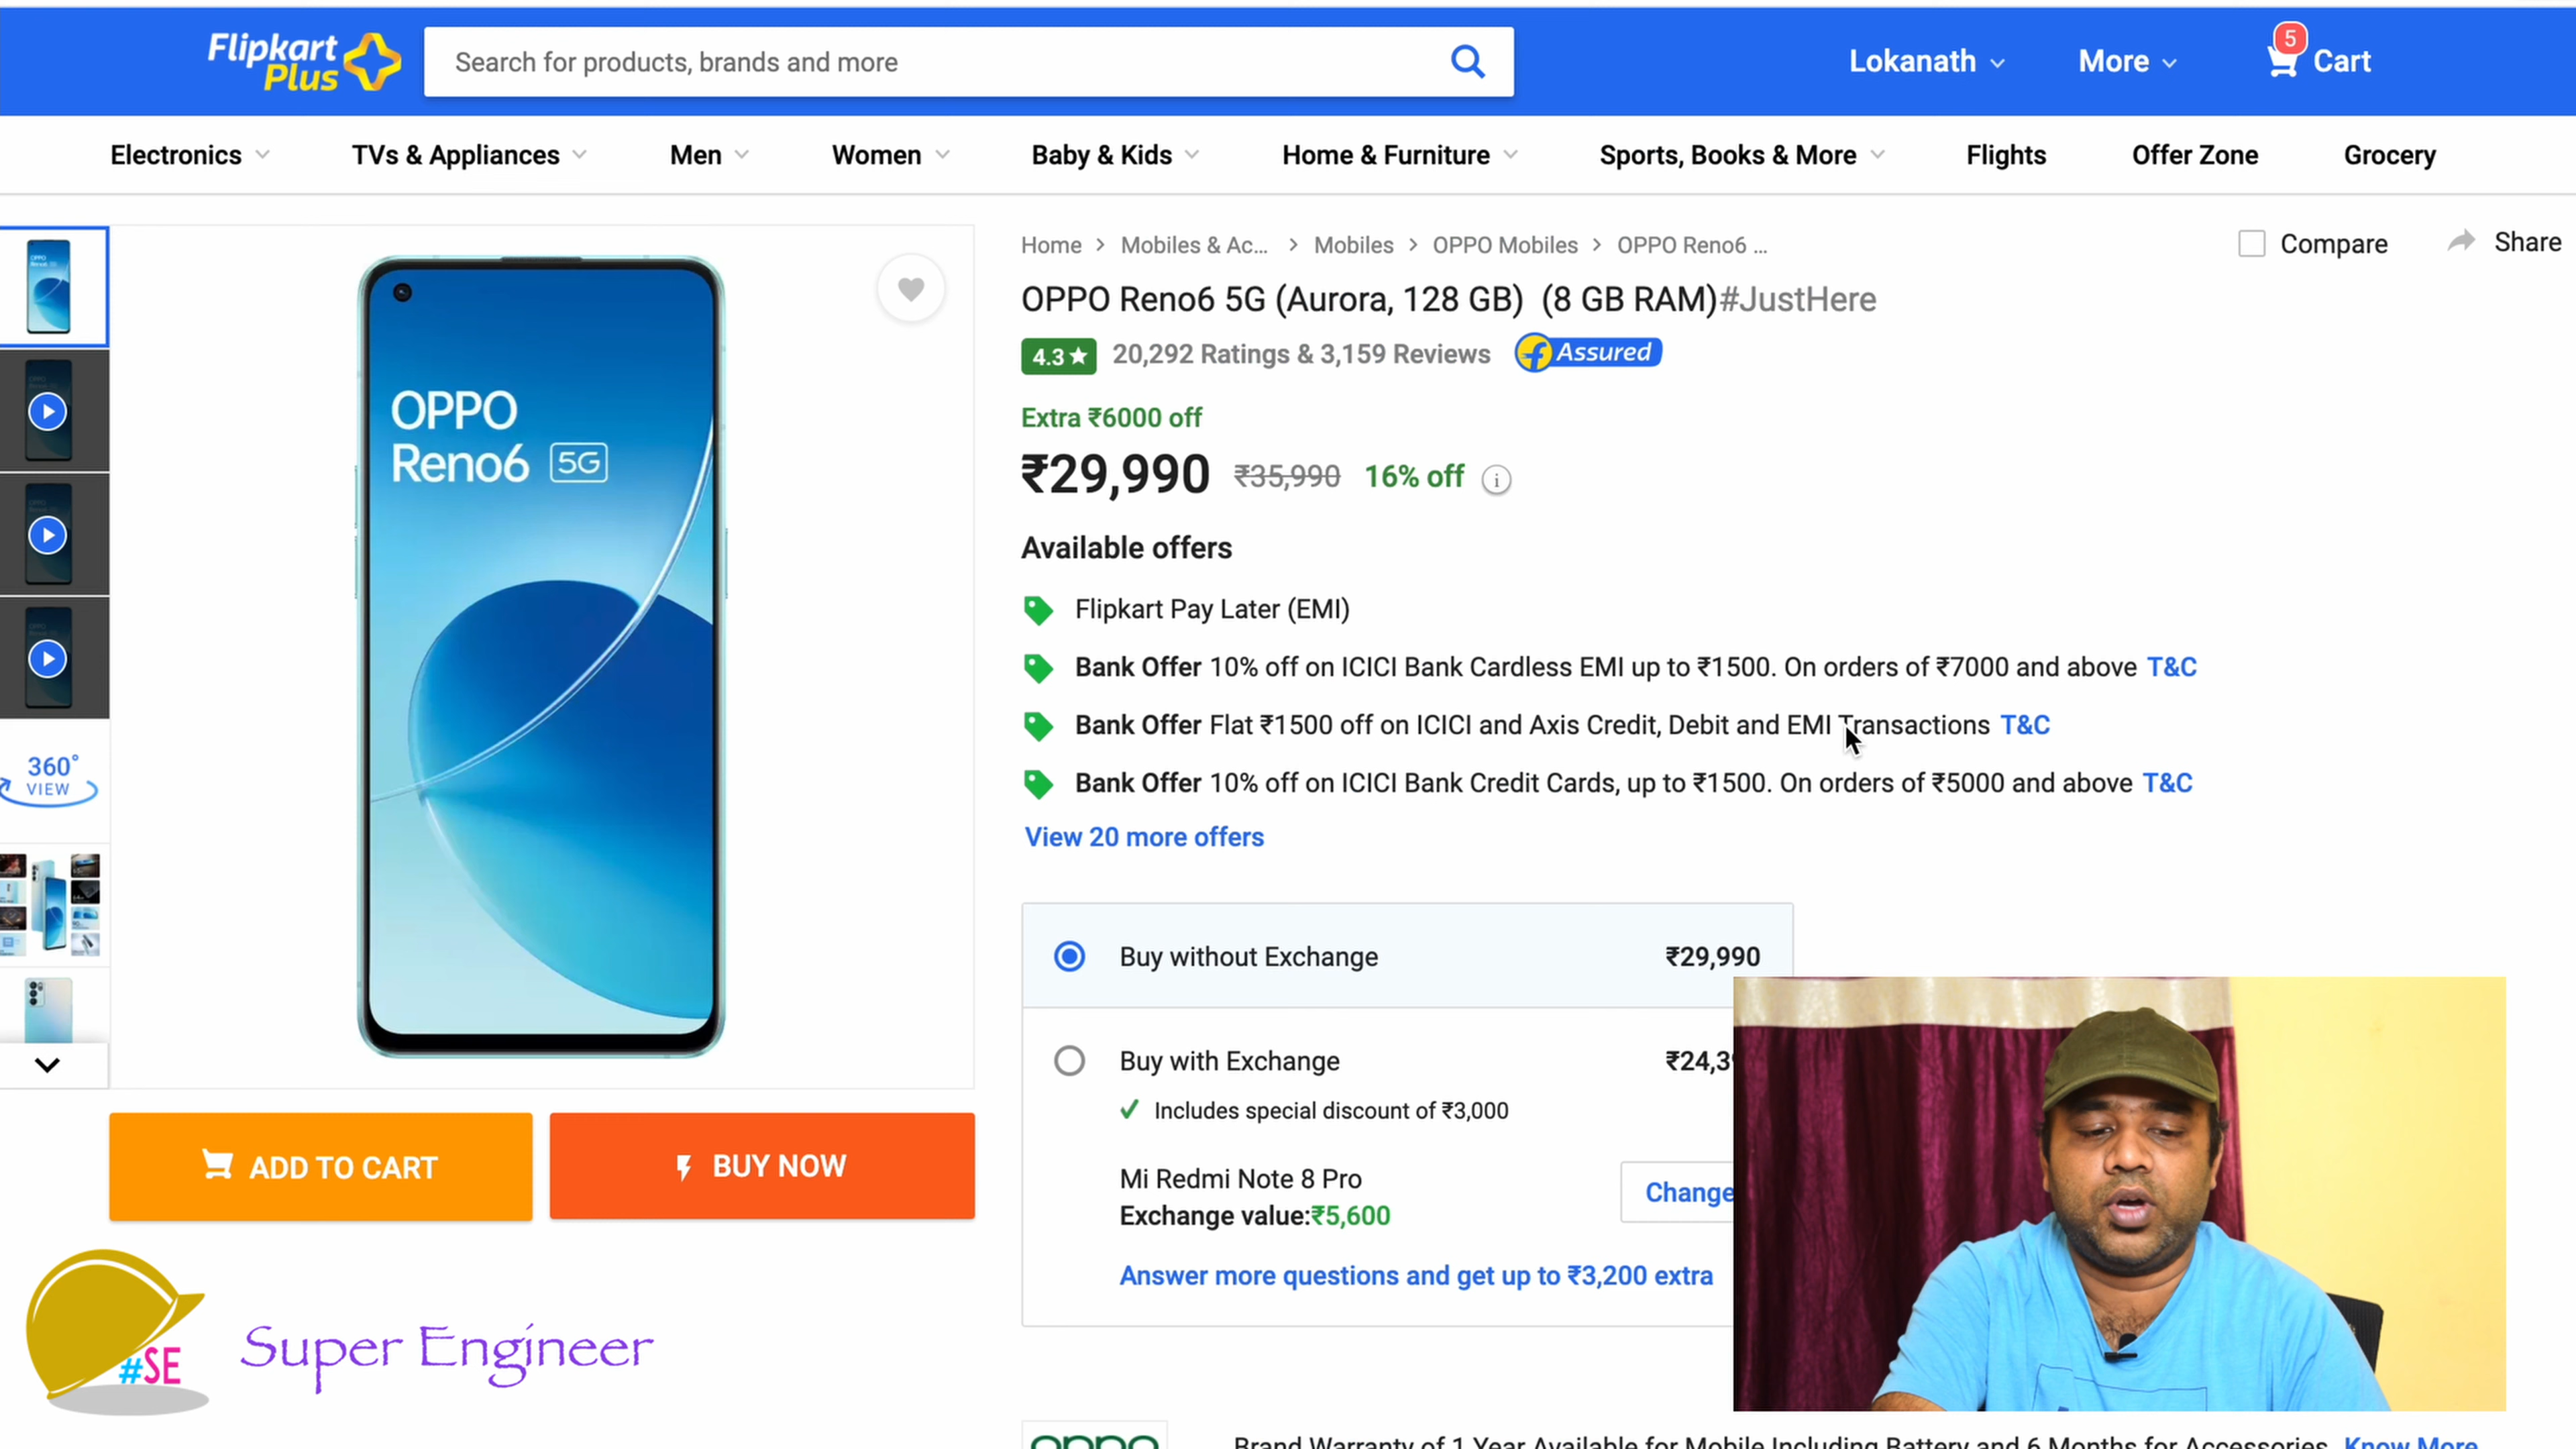 Flipkart
Plus
Search for products, brands and more
Lokanath
More
5
Cart
Electronics
TVs & Appliances
Men
Women
Baby & Kids
Home & Furniture
Sports, Books & More
Flights
Offer Zone
Grocery
Home > Mobiles & Ac... > Mobiles > OPPO Mobiles > OPPO Reno6 ...
Compare
Share
OPPO Reno6 5G (Aurora, 128 GB) (8 GB RAM)#JustHere
4.3★ 20,292 Ratings & 3,159 Reviews
Assured
Extra ₹6000 off
₹29,990 ₹35,990 16% off
Available offers
Flipkart Pay Later (EMI)
Bank Offer 10% off on ICICI Bank Cardless EMI up to ₹1500. On orders of ₹7000 and above T&C
Bank Offer Flat ₹1500 off on ICICI and Axis Credit, Debit and EMI Transactions T&C
Bank Offer 10% off on ICICI Bank Credit Cards, up to ₹1500. On orders of ₹5000 and above T&C
View 20 more offers
Buy without Exchange ₹29,990
Buy with Exchange
Includes special discount of ₹3,000
Mi Redmi Note 8 Pro
Exchange value:₹5,600
Change
Answer more questions and get up to ₹3,200 extra
OPPO
Reno6 5G
360°
VIEW
ADD TO CART
BUY NOW
#SE
Super Engineer
oppo
Brand Warranty of 1 Year Available for Mobile Including Battery and 6 Months for Accessories Know More